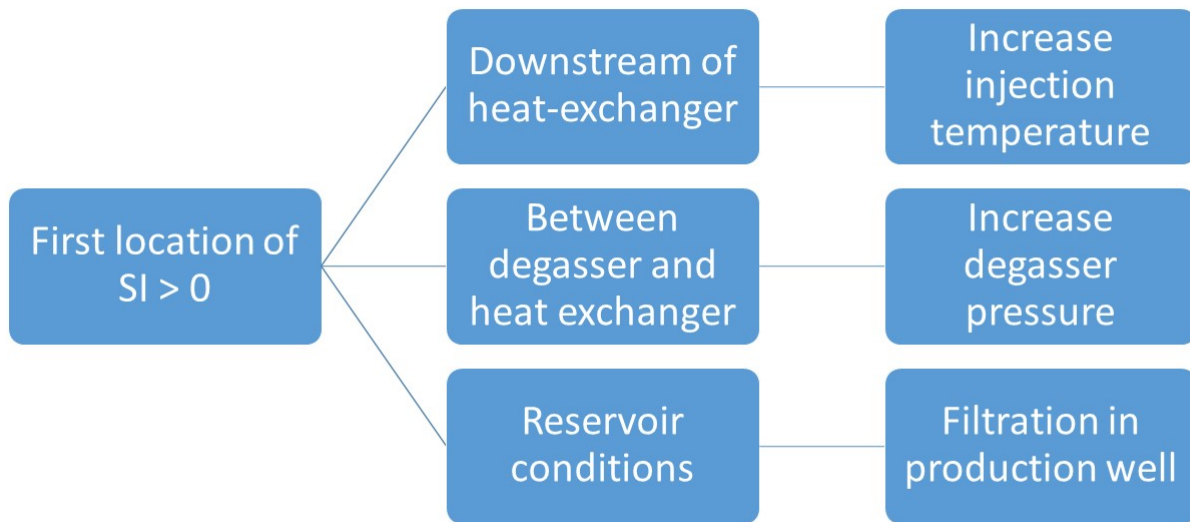 First location of
SI > 0
Downstream of
heat-exchanger
Increase
injection
temperature
Between
degasser and
heat exchanger
Increase
degasser
pressure
Reservoir
conditions
Filtration in
production well